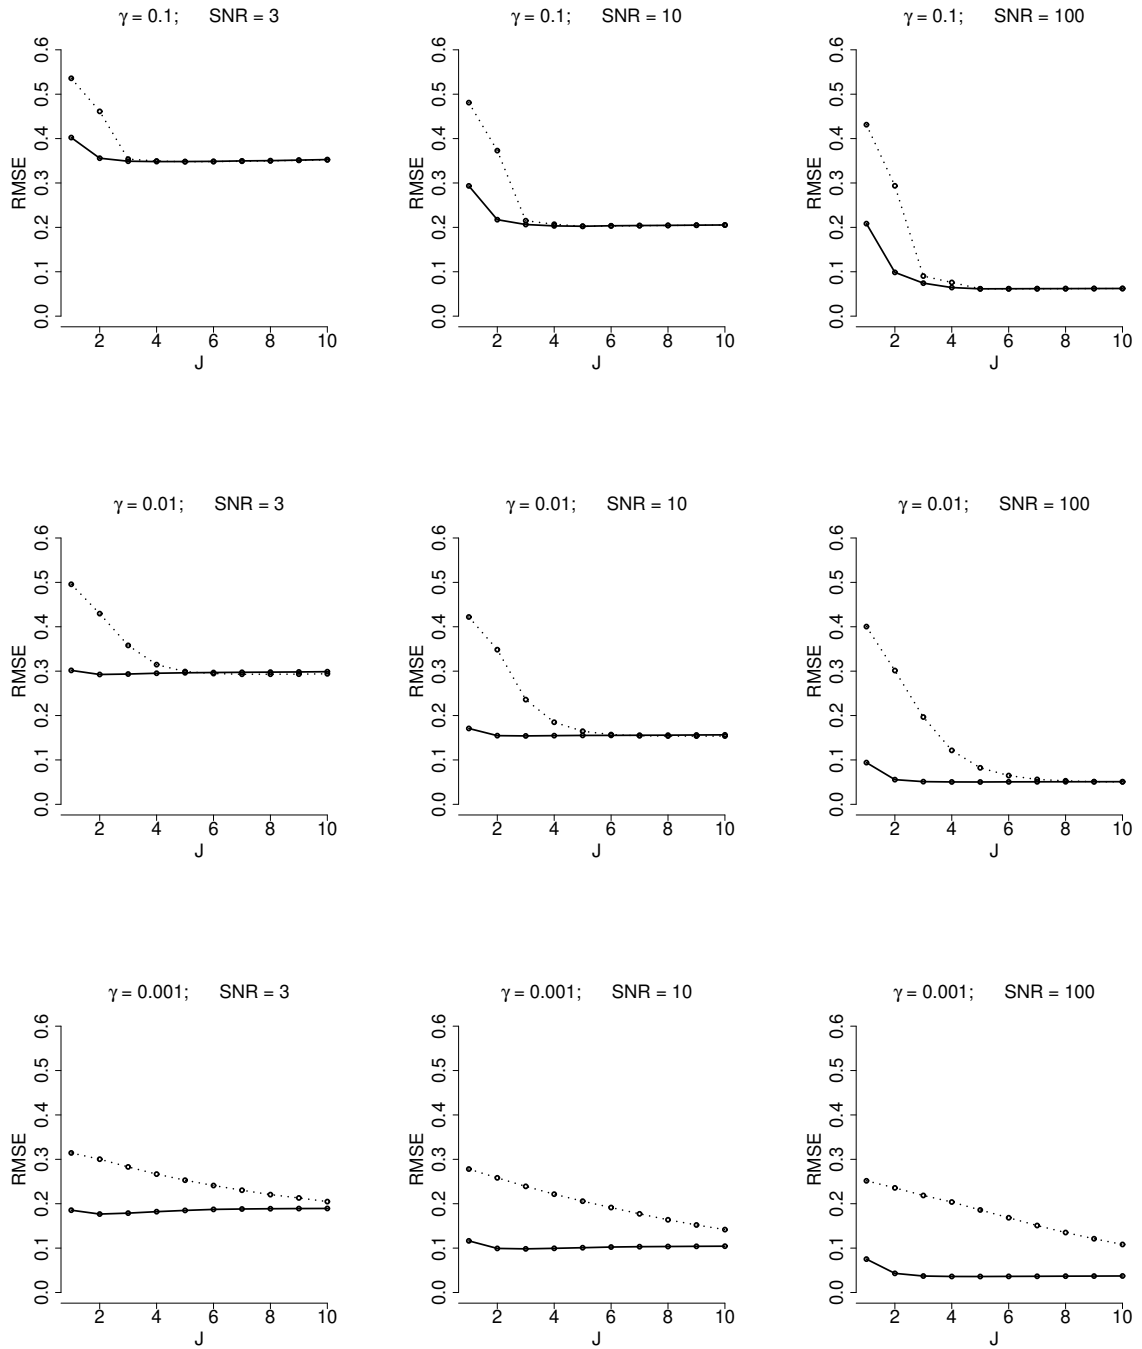 γ = 0.1; SNR = 3
0.0 0.1 0.2 0.3 0.4 0.5 0.6
RMSE
2 4 6 8 10
J
γ = 0.1; SNR = 10
0.0 0.1 0.2 0.3 0.4 0.5 0.6
RMSE
2 4 6 8 10
J
γ = 0.1; SNR = 100
0.0 0.1 0.2 0.3 0.4 0.5 0.6
RMSE
2 4 6 8 10
J
γ = 0.01; SNR = 3
0.0 0.1 0.2 0.3 0.4 0.5 0.6
RMSE
2 4 6 8 10
J
γ = 0.01; SNR = 10
0.0 0.1 0.2 0.3 0.4 0.5 0.6
RMSE
2 4 6 8 10
J
γ = 0.01; SNR = 100
0.0 0.1 0.2 0.3 0.4 0.5 0.6
RMSE
2 4 6 8 10
J
γ = 0.001; SNR = 3
0.0 0.1 0.2 0.3 0.4 0.5 0.6
RMSE
2 4 6 8 10
J
γ = 0.001; SNR = 10
0.0 0.1 0.2 0.3 0.4 0.5 0.6
RMSE
2 4 6 8 10
J
γ = 0.001; SNR = 100
0.0 0.1 0.2 0.3 0.4 0.5 0.6
RMSE
2 4 6 8 10
J